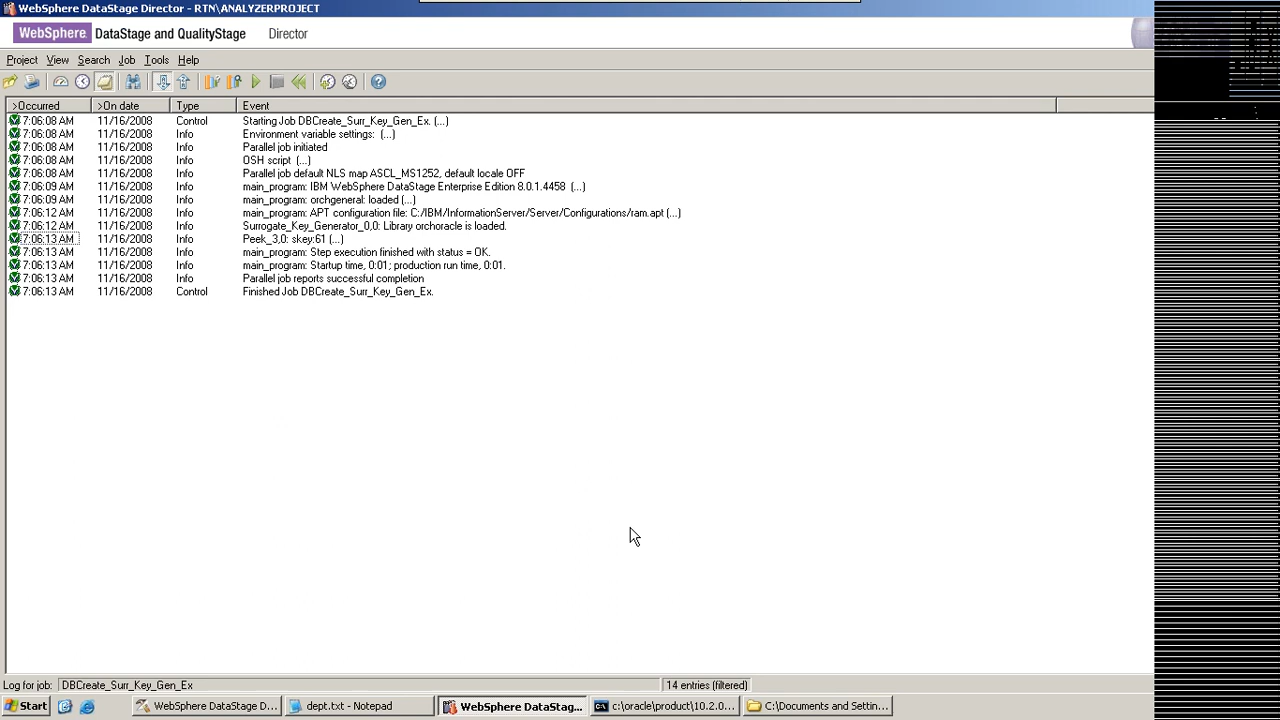 WebSphere DataStage Director - RTN\ANALYZERPROJECT
WebSphere. DataStage and QualityStage Director
Project View Search Job Tools Help
>Occurred >On date Type Event
7:06:08 AM 11/16/2008 Control Starting Job DBCreate_Surr_Key_Gen_Ex. (...)
7:06:08 AM 11/16/2008 Info Environment variable settings: (...)
7:06:08 AM 11/16/2008 Info Parallel job initiated
7:06:08 AM 11/16/2008 Info OSH script (...)
7:06:08 AM 11/16/2008 Info Parallel job default NLS map ASCL_MS1252, default locale OFF
7:06:09 AM 11/16/2008 Info main_program: IBM WebSphere DataStage Enterprise Edition 8.0.1.4458 (...)
7:06:09 AM 11/16/2008 Info main_program: orchgeneral: loaded (...)
7:06:12 AM 11/16/2008 Info main_program: APT configuration file: C:/IBM/InformationServer/Server/Configurations/ram.apt (...)
7:06:12 AM 11/16/2008 Info Surrogate_Key_Generator_0,0: Library orchoracle is loaded.
7:06:13 AM 11/16/2008 Info Peek_3,0: skey:61 (...)
7:06:13 AM 11/16/2008 Info main_program: Step execution finished with status = OK.
7:06:13 AM 11/16/2008 Info main_program: Startup time, 0:01; production run time, 0:01.
7:06:13 AM 11/16/2008 Info Parallel job reports successful completion
7:06:13 AM 11/16/2008 Control Finished Job DBCreate_Surr_Key_Gen_Ex.
Log for job: DBCreate_Surr_Key_Gen_Ex 14 entries (filtered)
Start WebSphere DataStage D... dept.txt - Notepad WebSphere DataStag... c:\oracle\product\10.2.0... C:\Documents and Settin...